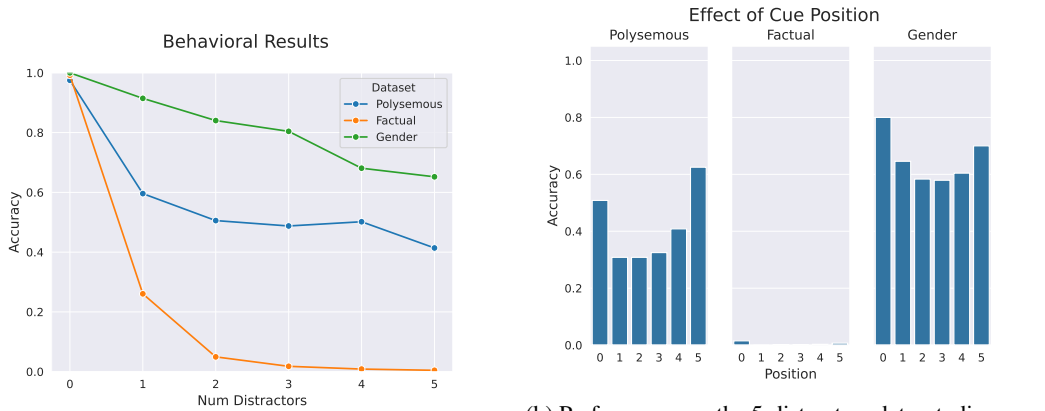 Behavioral Results
Accuracy
1.0
0.8
0.6
0.4
0.2
0.0
0 1 2 3 4 5
Num Distractors
Dataset
Polysemous
Factual
Gender
Effect of Cue Position
Polysemous Factual Gender
Accuracy
1.0
0.8
0.6
0.4
0.2
0.0
0 1 2 3 4 5 0 1 2 3 4 5 0 1 2 3 4 5
Position